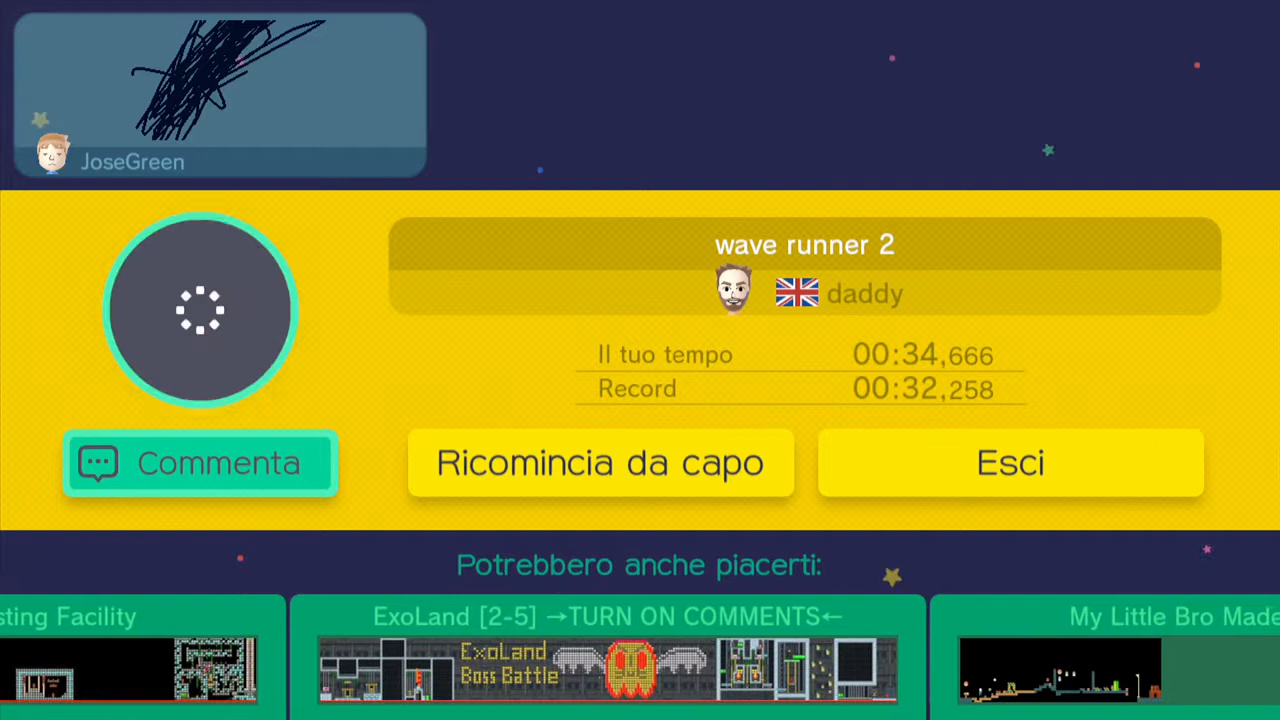 JoseGreen
wave runner 2
daddy
Il tuo tempo 00:34,666
Record 00:32,258
Commenta
Ricomincia da capo
Esci
Potrebbero anche piacerti:
sting Facility
ExoLand [2-5] →TURN ON COMMENTS←
My Little Bro Made
ExoLand
Boss Battle